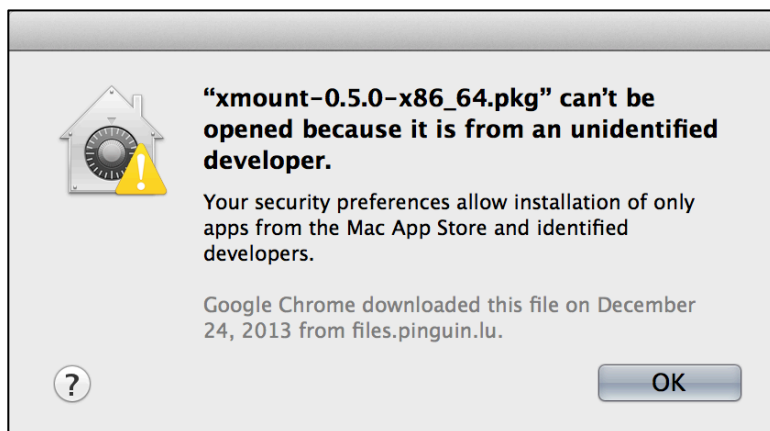 “xmount-0.5.0-x86_64.pkg” can’t be
opened because it is from an unidentified
developer.
Your security preferences allow installation of only
apps from the Mac App Store and identified
developers.
Google Chrome downloaded this file on December
24, 2013 from files.pinguin.lu.
?
OK